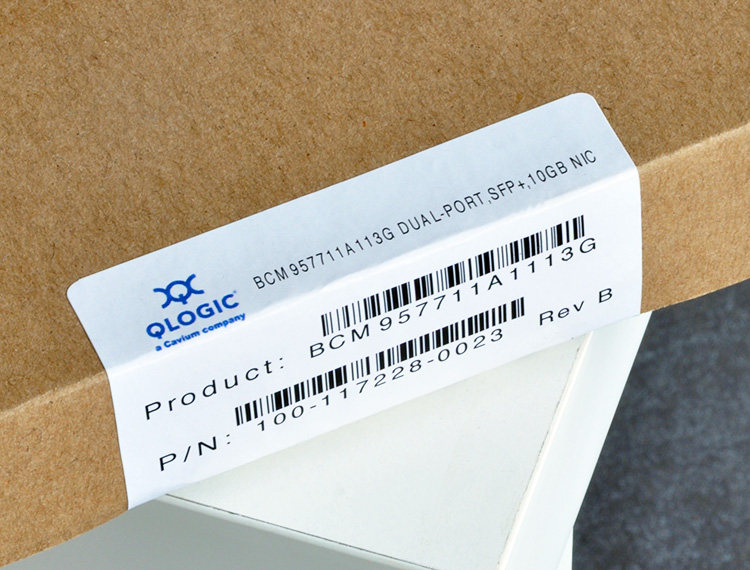 BCM957711A113G DUAL-PORT,SFP+,10GB NIC
QLOGIC
a Cavium company
Product: BCM957711A1113G
P/N: 100-117228-0023 Rev B